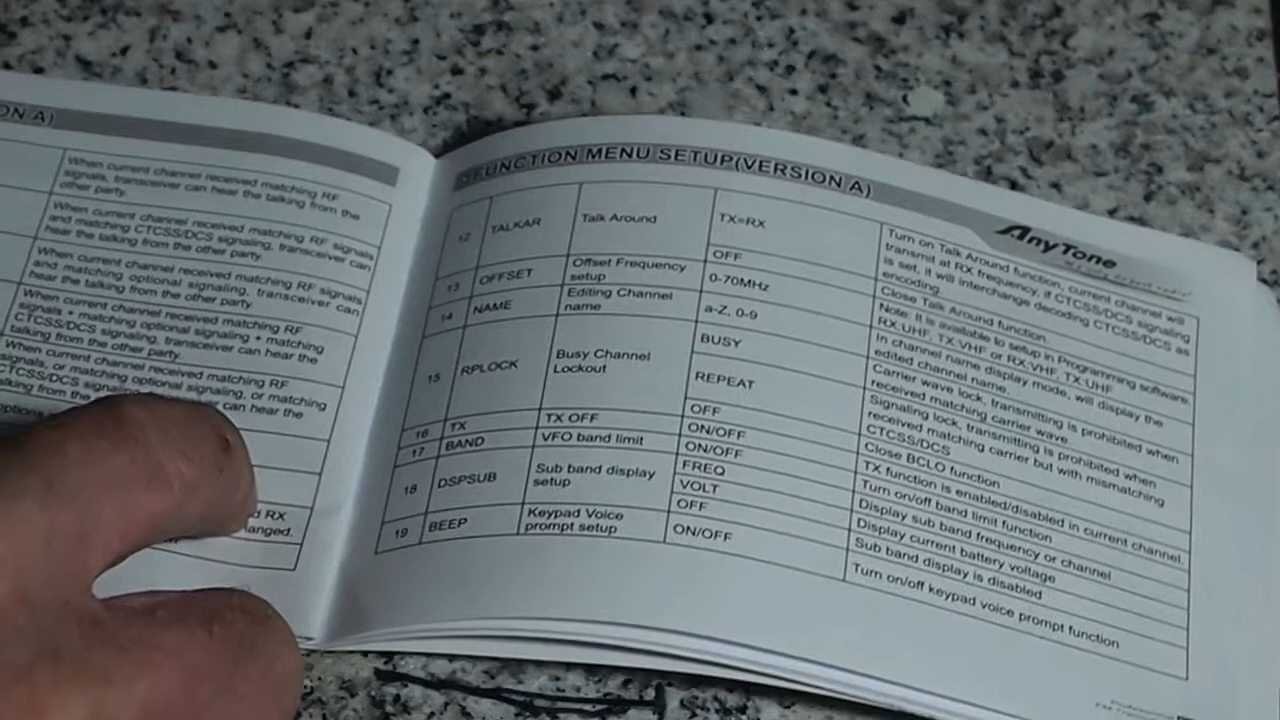 ON A)
When current channel received matching RF
signals, transceiver can hear the talking from the
other party.
When current channel received matching RF signals
and matching CTCSS/DCS signaling, transceiver can
hear the talking from the other party.
When current channel received matching RF signals
and matching optional signaling, transceiver can
hear the talking from the other party.
When current channel received matching RF
signals + matching optional signaling + matching
CTCSS/DCS signaling, transceiver can hear the
talking from the other party.
When current channel received matching RF
signals, or matching optional signaling, or matching
CTCSS/DCS
can hear the
alking from the
RX
anged.
FUNCTION MENU SETUP(VERSION A)
AnyTone
12 TALKAR Talk Around TX=RX Turn on Talk Around function, current channel will
transmit at RX frequency, if CTCSS/DCS signaling
is set, it will interchange decoding CTCSS/DCS as
encoding.
OFF Close Talk Around function.
13 OFFSET Offset Frequency
setup 0-70MHz Note: It is available to setup in Programming software.
RX:UHF, TX:VHF or RX:VHF, TX:UHF
14 NAME Editing Channel
name a-Z, 0-9 In channel name display mode, will display the
edited channel name.
15 RPLOCK Busy Channel
Lockout BUSY Carrier wave lock, transmitting is prohibited when
received matching carrier wave.
REPEAT Signaling lock, transmitting is prohibited when
received matching carrier but with mismatching
CTCSS/DCS
OFF Close BCLO function
16 TX TX OFF ON/OFF TX function is enabled/disabled in current channel.
17 BAND VFO band limit ON/OFF Turn on/off band limit function
18 DSPSUB Sub band display
setup FREQ Display sub band frequency or channel
VOLT Display current battery voltage
OFF Sub band display is disabled
19 BEEP Keypad Voice
prompt setup ON/OFF Turn on/off keypad voice prompt function